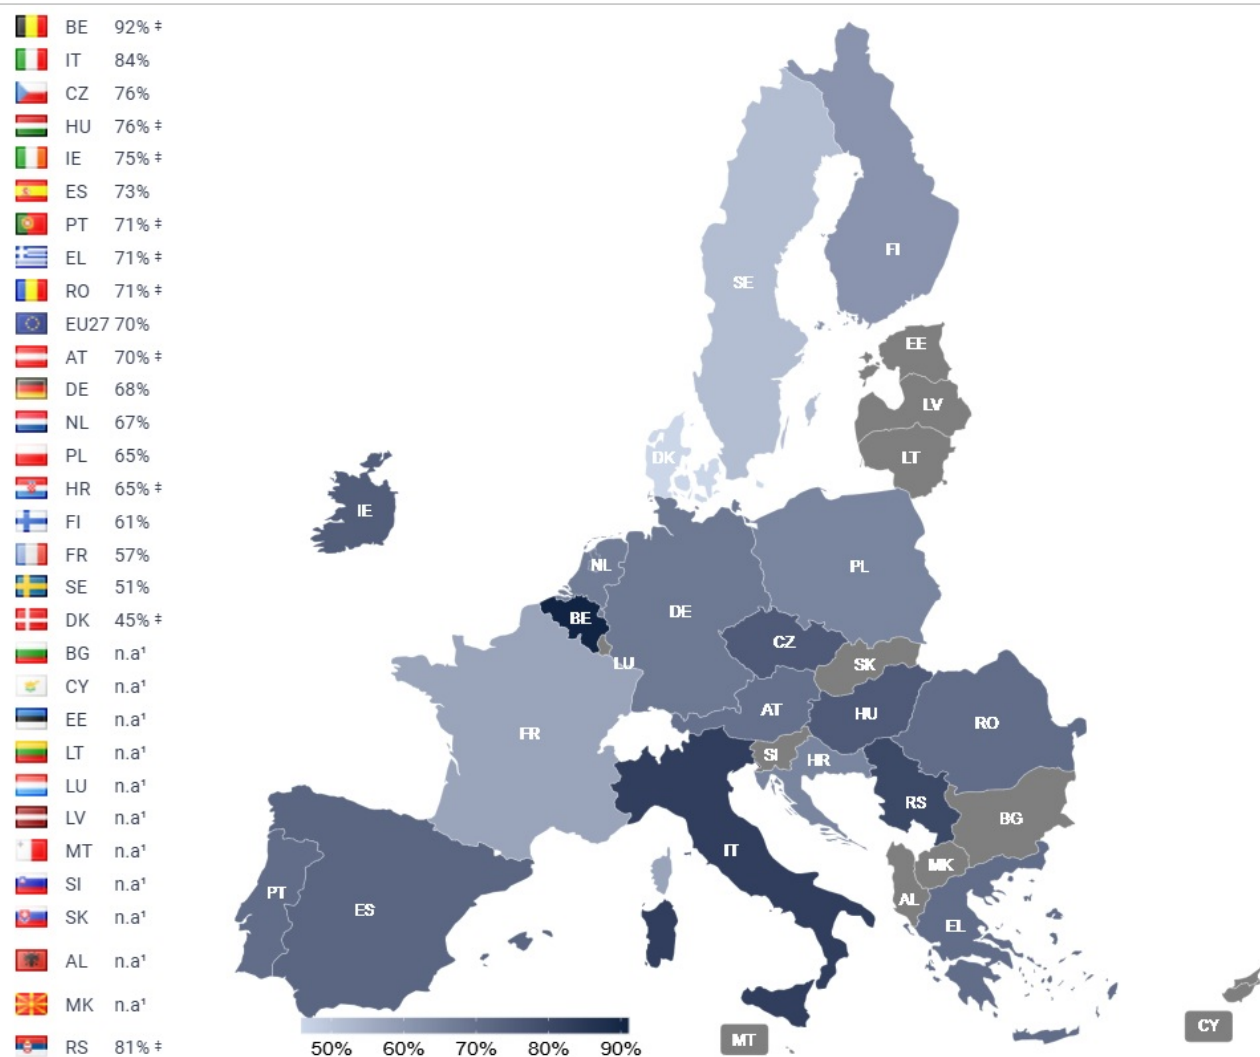 BE 92% ‡
IT 84%
CZ 76%
HU 76% ‡
IE 75% ‡
ES 73%
PT 71% ‡
EL 71% ‡
RO 71% ‡
EU27 70%
AT 70% ‡
DE 68%
NL 67%
PL 65%
HR 65% ‡
FI 61%
FR 57%
SE 51%
DK 45% ‡
BG n.a¹
CY n.a¹
EE n.a¹
LT n.a¹
LU n.a¹
LV n.a¹
MT n.a¹
SI n.a¹
SK n.a¹
AL n.a¹
MK n.a¹
RS 81% ‡
FI
SE
EE
LV
DK
LT
IE
NL
PL
BE
DE
CZ
LU
SK
AT
HU
RO
FR
SI
HR
RS
BG
IT
MK
PT
AL
ES
EL
CY
MT
50% 60% 70% 80% 90%